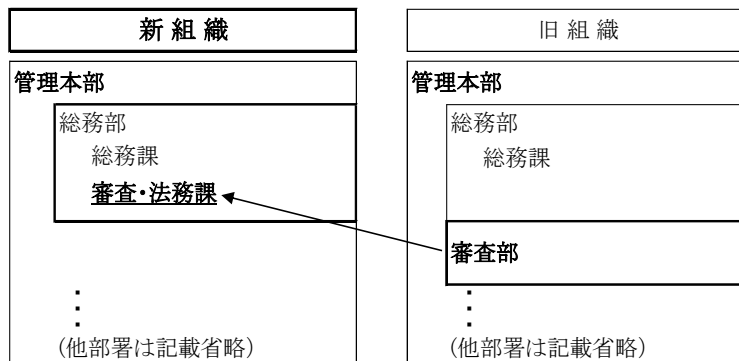 新 組 織
管理本部
総務部
総務課
審査・法務課
︙
(他部署は記載省略)
旧 組 織
管理本部
総務部
総務課
審査部
︙
(他部署は記載省略)